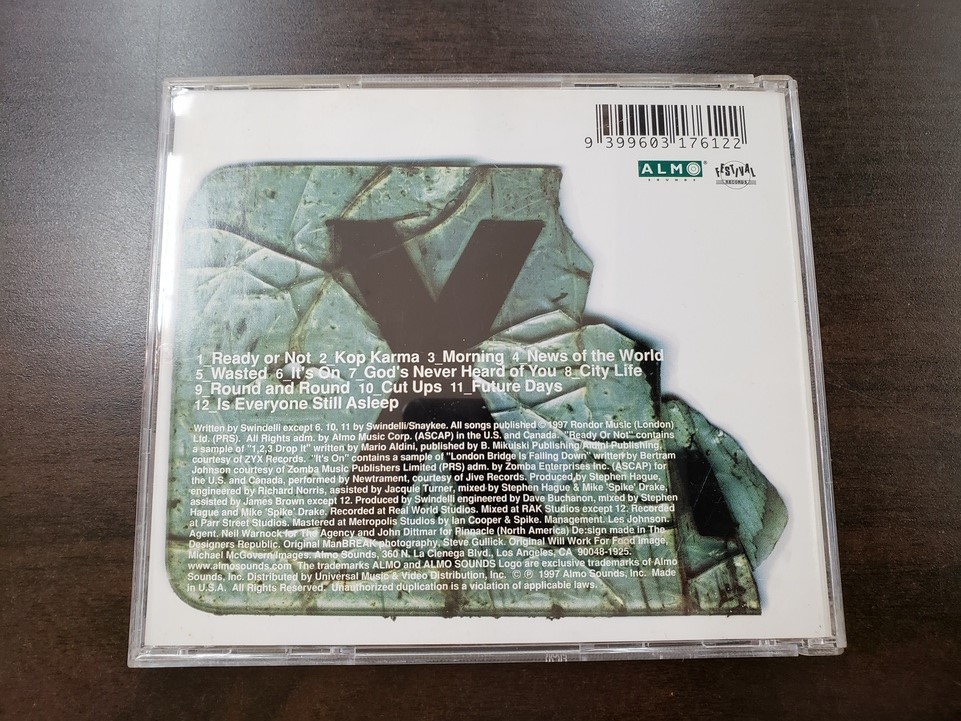 9 399603 176122
ALMO
SOUNDS
FESTIVAL
RECORDS
1_Ready or Not 2_Kop Karma 3_Morning 4_News of the World
5_Wasted 6_It's On 7_God's Never Heard of You 8_City Life
9_Round and Round 10_Cut Ups 11_Future Days
12_Is Everyone Still Asleep
Written by Swindelli except 6, 10, 11 by Swindelli/Snaykee. All songs published © 1997 Rondor Music (London)
Ltd. (PRS). All Rights adm. by Almo Music Corp. (ASCAP) in the U.S. and Canada. "Ready Or Not" contains
a sample of "1,2,3 Drop It" written by Mario Aldini, published by B. Mikulski Publishing/Aldini Publishing,
courtesy of ZYX Records. "It's On" contains a sample of "London Bridge Is Falling Down" written by Bertram
Johnson courtesy of Zomba Music Publishers Limited (PRS) adm. by Zomba Enterprises Inc. (ASCAP) for
the U.S. and Canada, performed by Newtrament, courtesy of Jive Records. Produced by Stephen Hague,
engineered by Richard Norris, assisted by Jacquie Turner, mixed by Stephen Hague & Mike 'Spike' Drake,
assisted by James Brown except 12. Produced by Swindelli engineered by Dave Buchanon, mixed by Stephen
Hague and Mike 'Spike' Drake. Recorded at Real World Studios. Mixed at RAK Studios except 12. Recorded
at Parr Street Studios. Mastered at Metropolis Studios by Ian Cooper & Spike. Management. Les Johnson.
Agent. Neil Warnock for The Agency and John Dittmar for Pinnacle (North America) De:sign made in The
Designers Republic. Original ManBREAK photography, Steve Gullick. Original Will Work For Food image,
Michael McGovern/Images. Almo Sounds, 360 N. La Cienega Blvd., Los Angeles, CA 90048-1925.
www.almosounds.com The trademarks ALMO and ALMO SOUNDS Logo are exclusive trademarks of Almo
Sounds, Inc. Distributed by Universal Music & Video Distribution, Inc. © ℗ 1997 Almo Sounds, Inc. Made
in U.S.A. All Rights Reserved. Unauthorized duplication is a violation of applicable laws.